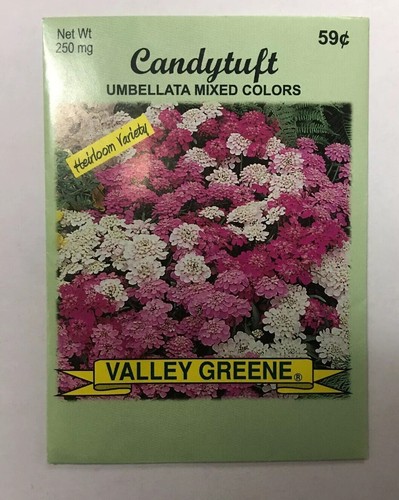 Net Wt
250 mg
59¢
Candytuft
UMBELLATA MIXED COLORS
Heirloom Variety
VALLEY GREENE®